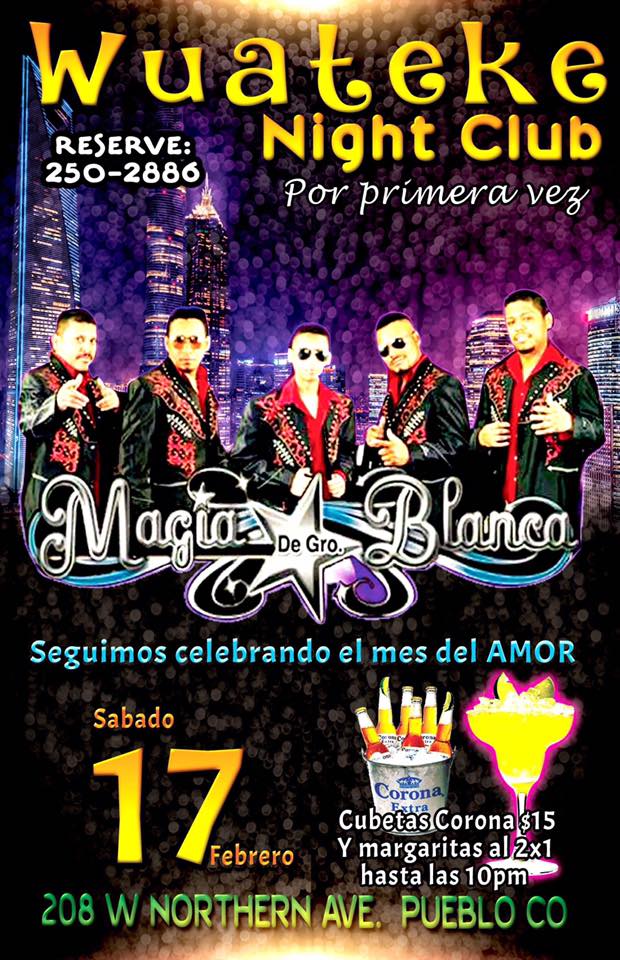 Wuateke
Night Club
RESERVE:
250-2886
Por primera vez
Magia De Gro. Blanca
Seguimos celebrando el mes del AMOR
Sabado
17
Febrero
Corona
Extra
Cubetas Corona $15
Y margaritas al 2x1
hasta las 10pm
208 W NORTHERN AVE. PUEBLO CO